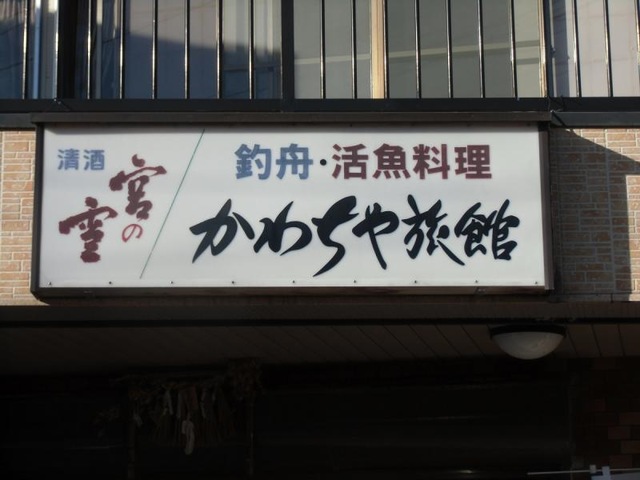 清酒
宮の
雪
釣舟・活魚料理
かわちや旅館